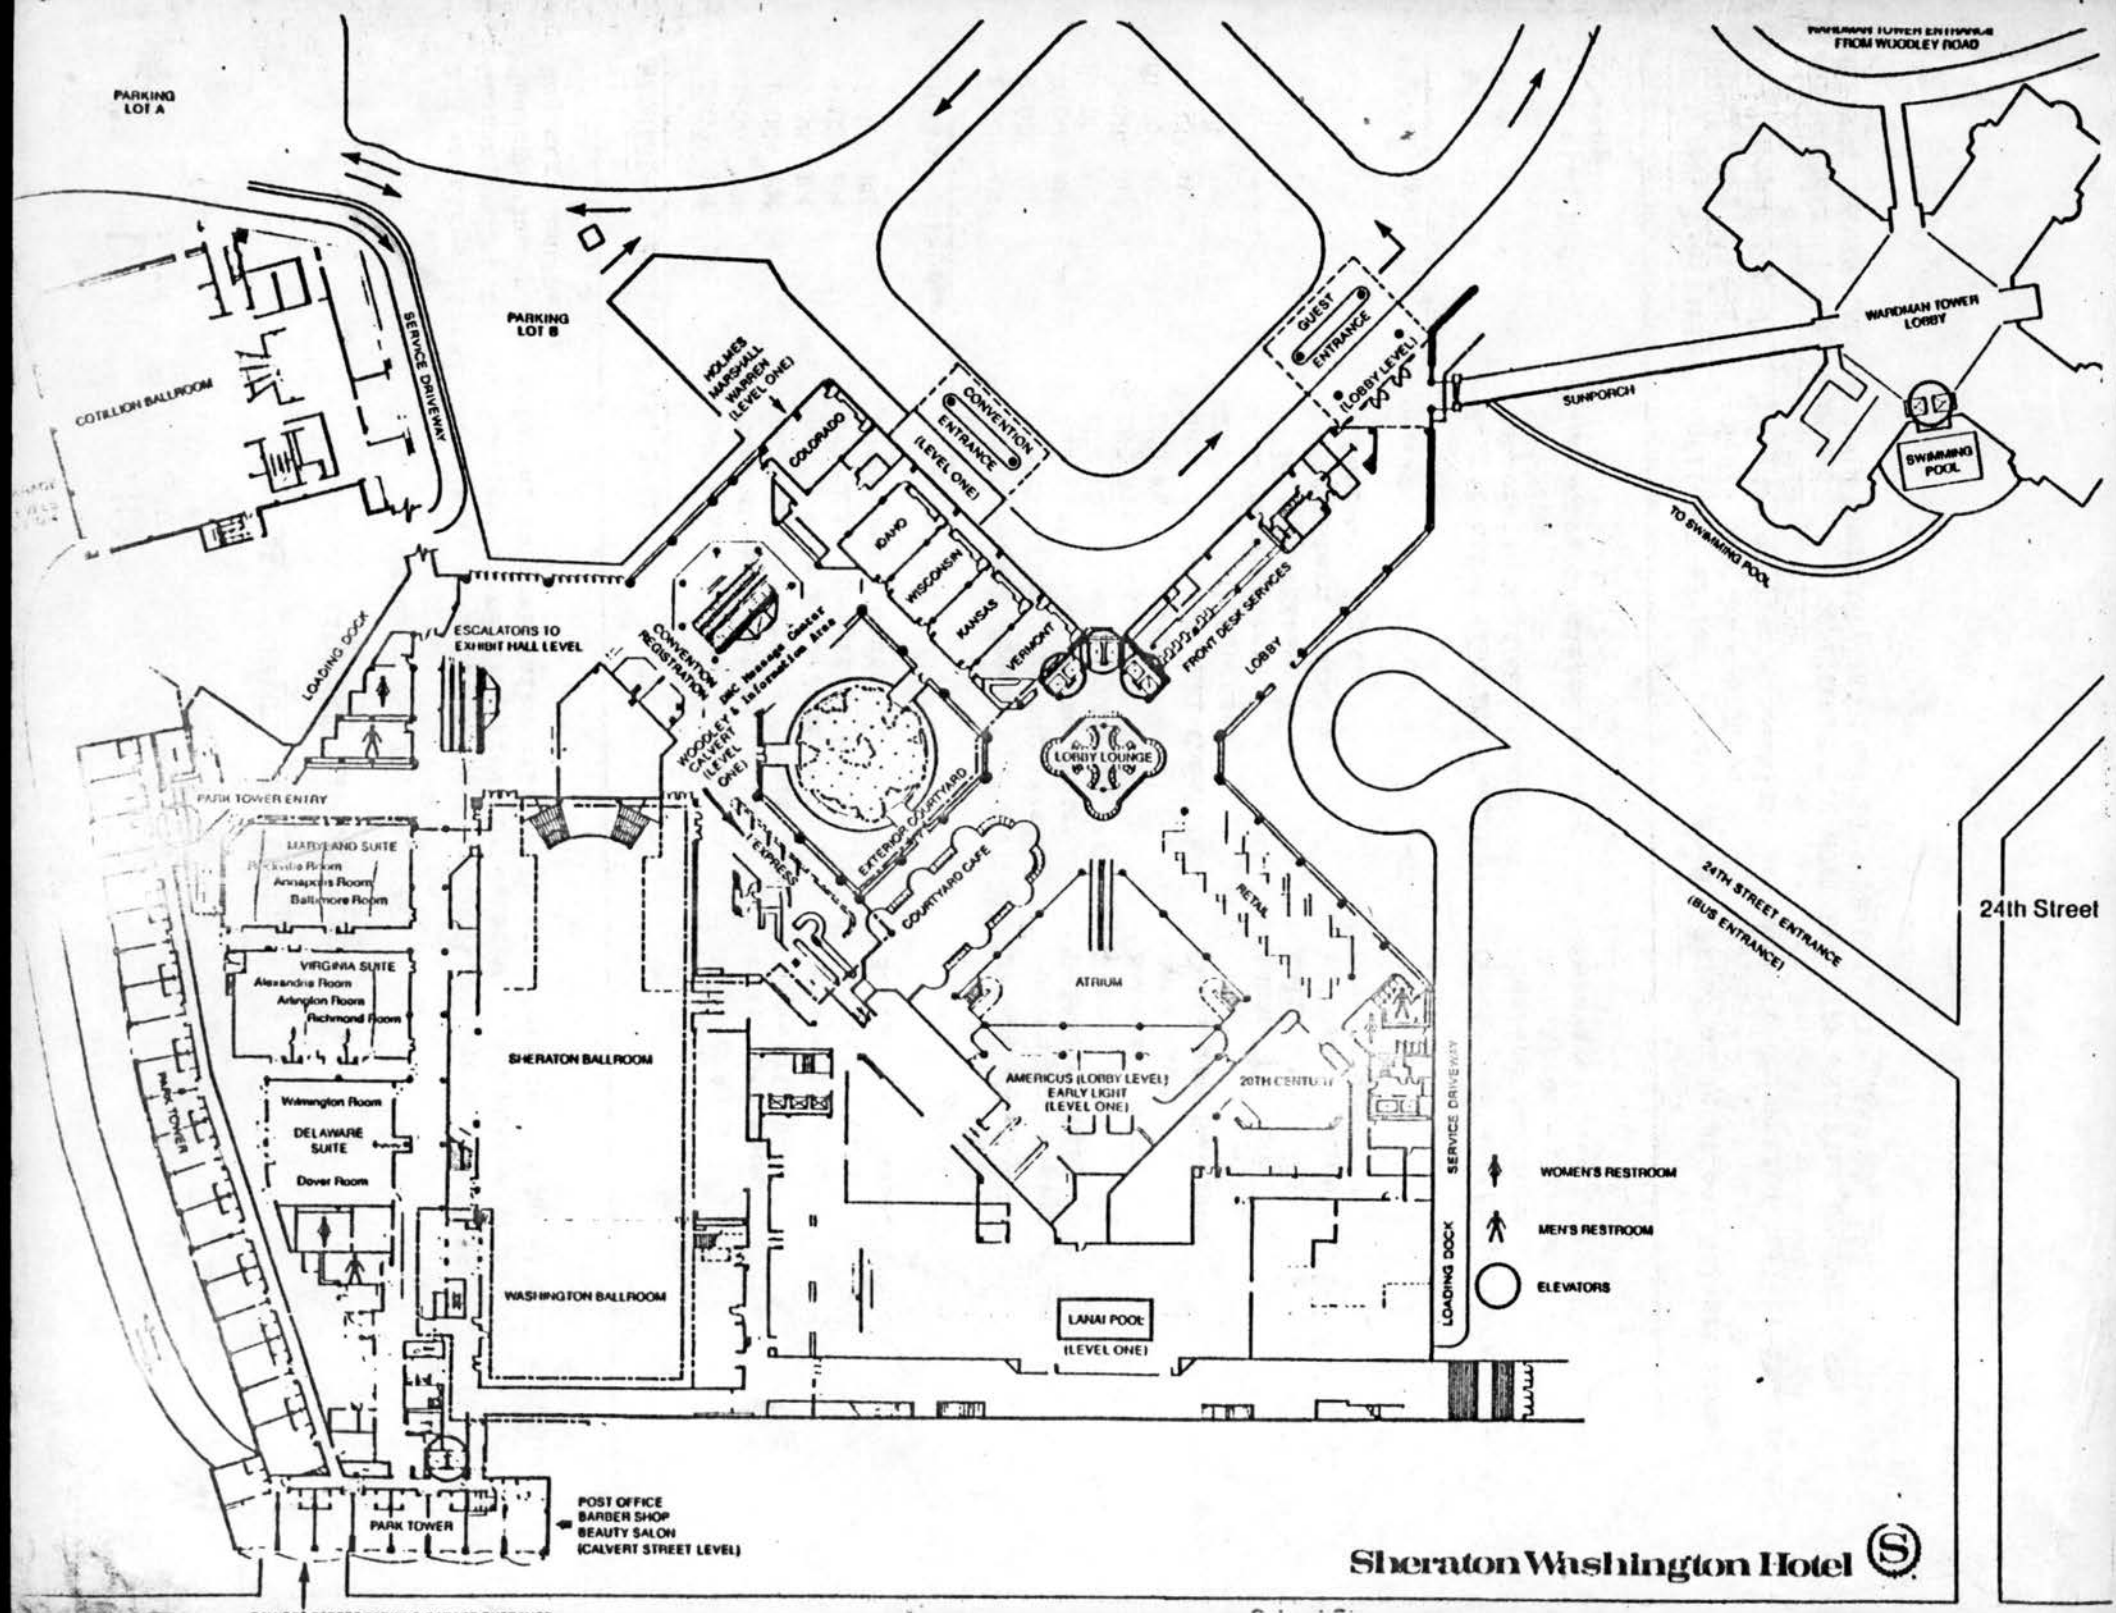 WARDMAN TOWER ENTRANCE
FROM WOODLEY ROAD
PARKING
LOT A
PARKING
LOT B
SERVICE DRIVEWAY
COTILLION BALLROOM
HOLMES
MARSHALL
WARREN
(LEVEL ONE)
COLORADO
CONVENTION
ENTRANCE
(LEVEL ONE)
GUEST
ENTRANCE
(LOBBY LEVEL)
WARDMAN TOWER
LOBBY
SUNPORCH
SWIMMING
POOL
TO SWIMMING POOL
IDAHO
WISCONSIN
KANSAS
VERMONT
FRONT DESK SERVICES
LOBBY
LOADING DOCK
ESCALATORS TO
EXHIBIT HALL LEVEL
CONVENTION
REGISTRATION
DNC Message Center
& Information Area
WOODLEY
CALVERT
(LEVEL
ONE)
LOBBY LOUNGE
EXTERIOR COURTYARD
L'EXPRESS
COURTYARD CAFE
PARK TOWER ENTRY
MARYLAND SUITE
Rockville Room
Annapolis Room
Baltimore Room
VIRGINIA SUITE
Alexandria Room
Arlington Room
Richmond Room
RETAIL
24TH STREET ENTRANCE
(BUS ENTRANCE)
24th Street
ATRIUM
SHERATON BALLROOM
AMERICUS (LOBBY LEVEL)
EARLY LIGHT
(LEVEL ONE)
20TH CENTURY
PARK TOWER
Wilmington Room
DELAWARE
SUITE
Dover Room
SERVICE DRIVEWAY
LOADING DOCK
WOMEN'S RESTROOM
MEN'S RESTROOM
ELEVATORS
WASHINGTON BALLROOM
LANAI POOL
(LEVEL ONE)
PARK TOWER
POST OFFICE
BARBER SHOP
BEAUTY SALON
(CALVERT STREET LEVEL)
Sheraton Washington Hotel
S